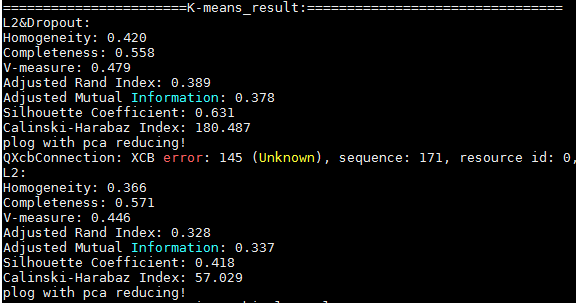 =======================K-means_result:===============================
L2&Dropout:
Homogeneity: 0.420
Completeness: 0.558
V-measure: 0.479
Adjusted Rand Index: 0.389
Adjusted Mutual Information: 0.378
Silhouette Coefficient: 0.631
Calinski-Harabaz Index: 180.487
plog with pca reducing!
QXcbConnection: XCB error: 145 (Unknown), sequence: 171, resource id: 0,
L2:
Homogeneity: 0.366
Completeness: 0.571
V-measure: 0.446
Adjusted Rand Index: 0.328
Adjusted Mutual Information: 0.337
Silhouette Coefficient: 0.418
Calinski-Harabaz Index: 57.029
plog with pca reducing!